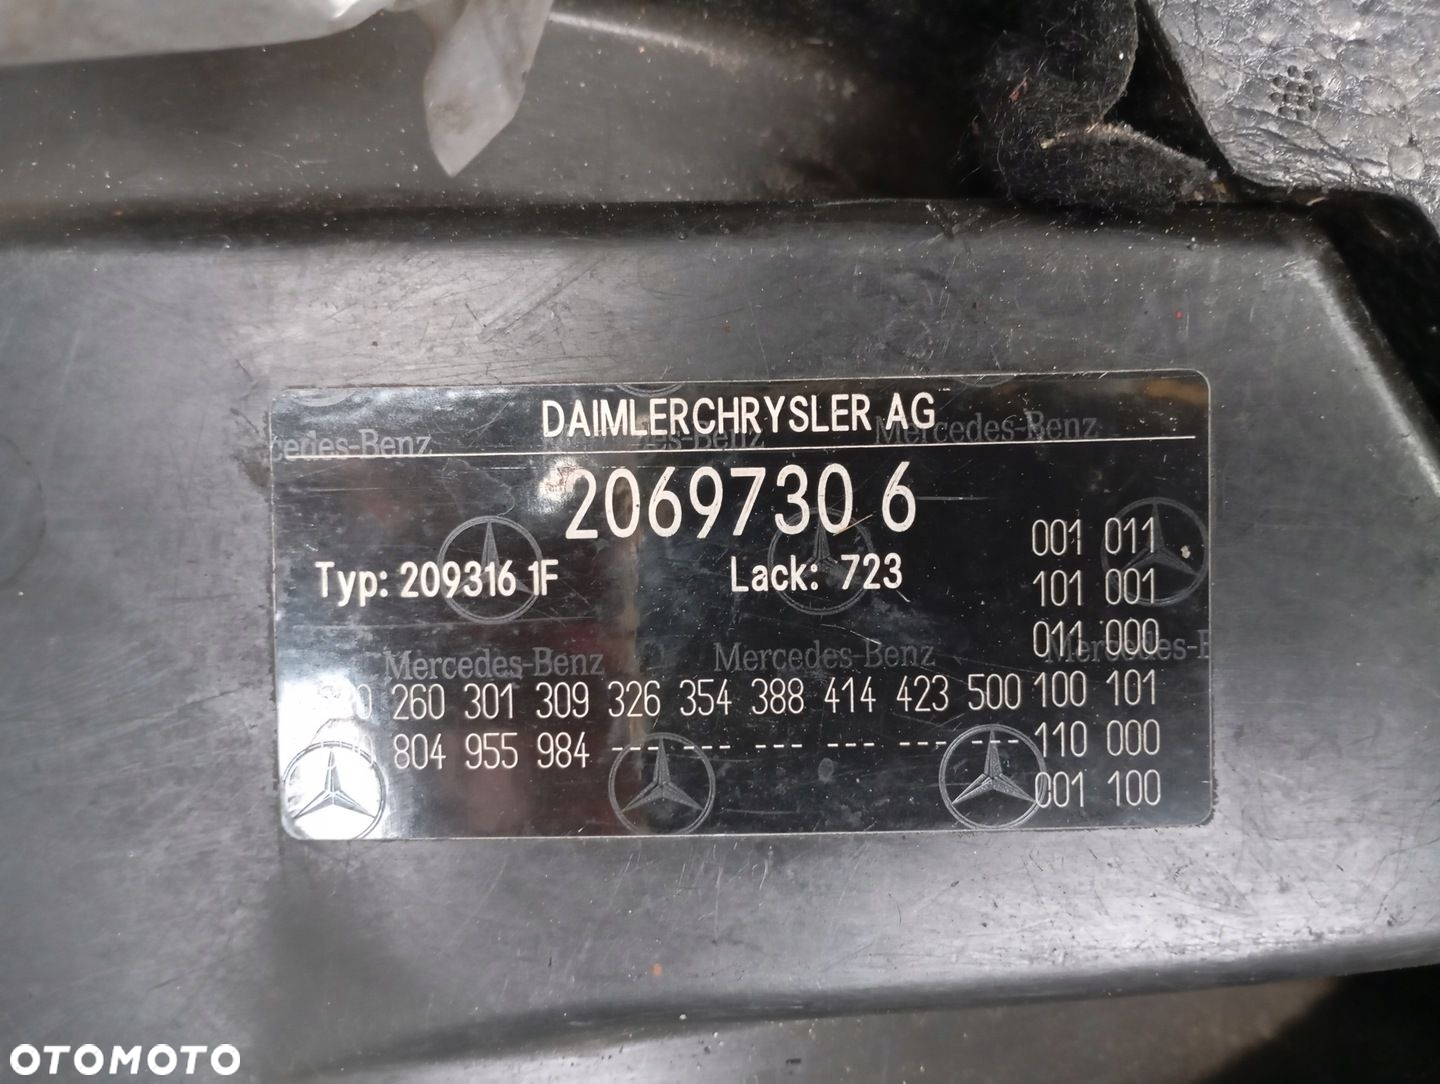 DAIMLERCHRYSLER AG
Mercedes-Benz Mercedes-Benz
2069730 6
001 011
Typ: 209316 1F Lack: 723
101 001
011 000
Mercedes-Benz Mercedes-Benz
260 301 309 326 354 388 414 423 500 100 101
804 955 984 --- --- --- --- --- --- 110 000
001 100
OTOMOTO